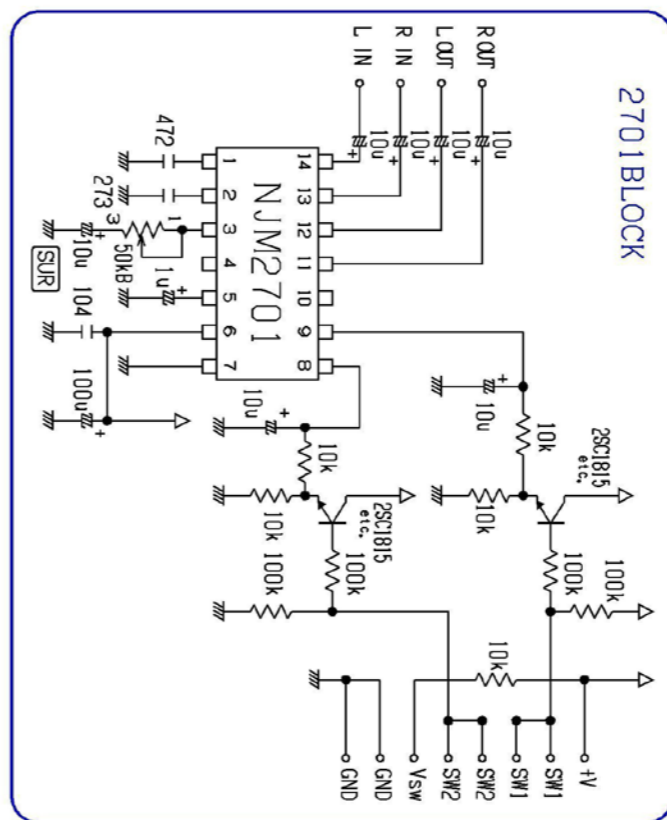 2701BLOCK
L IN
R IN
L OUT
R OUT
10u
10u
10u
10u
472
273
NJM2701
1
2
3
4
5
6
7
14
13
12
11
10
9
8
3
1
50kB
10u
SUR
1u
104
100u
10u
10u
10k
10k
10k
10k
2SC1815
etc.
2SC1815
etc.
100k
100k
100k
100k
10k
GND
GND
Vsw
SW2
SW2
SW1
SW1
+V